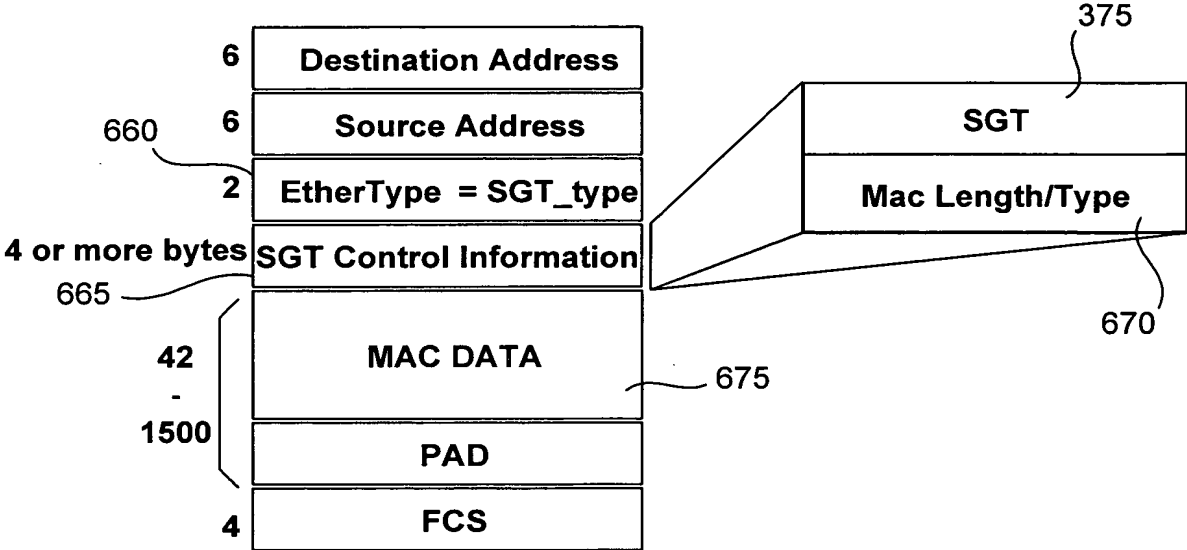 375
6 Destination Address
SGT
660
6 Source Address
2 EtherType = SGT_type
Mac Length/Type
4 or more bytes SGT Control Information
665
670
42
-
1500
MAC DATA
675
PAD
4 FCS